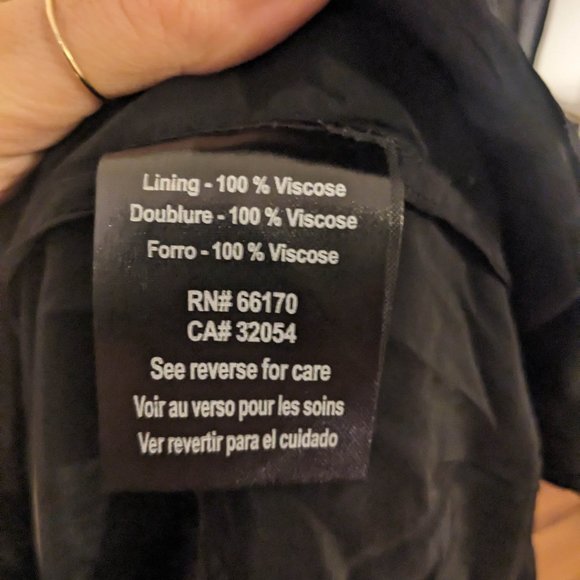 Lining - 100 % Viscose
Doublure - 100 % Viscose
Forro - 100 % Viscose
RN# 66170
CA# 32054
See reverse for care
Voir au verso pour les soins
Ver revertir para el cuidado